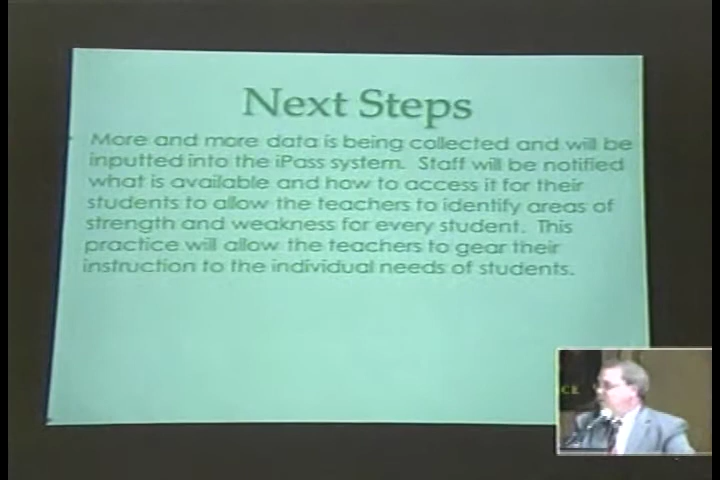 Next Steps
More and more data is being collected and will be
inputted into the iPass system. Staff will be notified
what is available and how to access it for their
students to allow the teachers to identify areas of
strength and weakness for every student. This
practice will allow the teachers to gear their
instruction to the individual needs of students.
CE